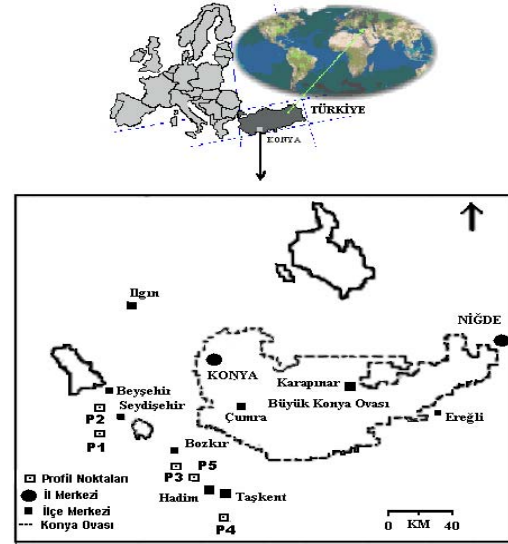 TÜRKİYE
KONYA
Ilgın
NİĞDE
KONYA
Karapınar
Büyük Konya Ovası
Beyşehir
Seydişehir
P2
P1
Çumra
Ereğli
Bozkır
P5
P3
Hadim
Taşkent
P4
Profil Noktaları
İl Merkezi
İlçe Merkezi
Konya Ovası
0 KM 40